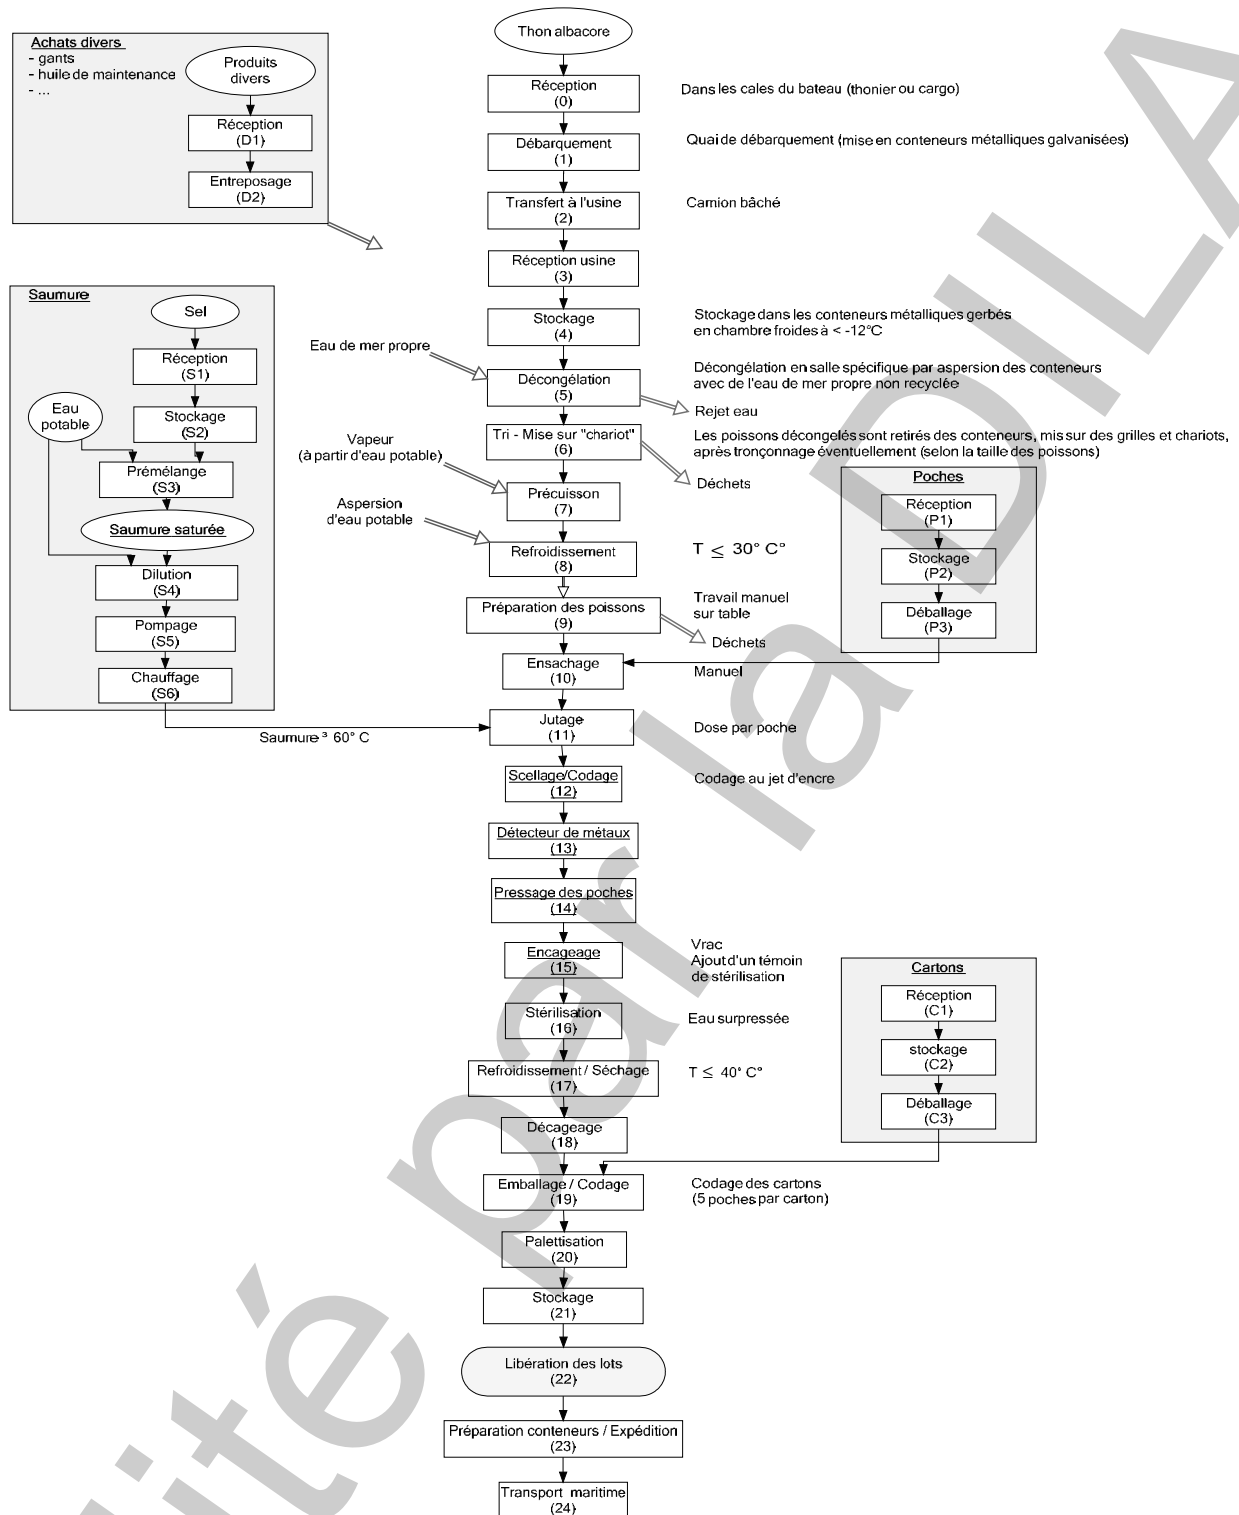 Thon albacore
Achats divers
- gants
- huile de maintenance
- ...
Produits
divers
Réception
(D1)
Entreposage
(D2)
Réception
(0)
Dans les cales du bateau (thonier ou cargo)
Débarquement
(1)
Quai de débarquement (mise en conteneurs métalliques galvanisées)
Transfert à l'usine
(2)
Camion bâché
Réception usine
(3)
Stockage
(4)
Stockage dans les conteneurs métalliques gerbés
en chambre froides à < -12°C
Eau de mer propre
Décongélation
(5)
Décongélation en salle spécifique par aspersion des conteneurs
avec de l'eau de mer propre non recyclée
Rejet eau
Tri - Mise sur "chariot"
(6)
Les poissons décongelés sont retirés des conteneurs, mis sur des grilles et chariots,
après tronçonnage éventuellement (selon la taille des poissons)
Déchets
Vapeur
(à partir d'eau potable)
Précuisson
(7)
Aspersion
d'eau potable
Refroidissement
(8)
T ≤ 30° C°
Préparation des poissons
(9)
Travail manuel
sur table
Déchets
Saumure
Sel
Réception
(S1)
Eau
potable
Stockage
(S2)
Prémélange
(S3)
Saumure saturée
Dilution
(S4)
Pompage
(S5)
Chauffage
(S6)
Saumure ³ 60° C
Poches
Réception
(P1)
Stockage
(P2)
Déballage
(P3)
Ensachage
(10)
Manuel
Jutage
(11)
Dose par poche
Scellage/Codage
(12)
Codage au jet d'encre
Détecteur de métaux
(13)
Pressage des poches
(14)
Encageage
(15)
Vrac
Ajout d'un témoin
de stérilisation
Stérilisation
(16)
Eau surpressée
Refroidissement / Séchage
(17)
T ≤ 40° C°
Décageage
(18)
Cartons
Réception
(C1)
stockage
(C2)
Déballage
(C3)
Emballage / Codage
(19)
Codage des cartons
(5 poches par carton)
Palettisation
(20)
Stockage
(21)
Libération des lots
(22)
Préparation conteneurs / Expédition
(23)
Transport maritime
(24)
ité par la DILA